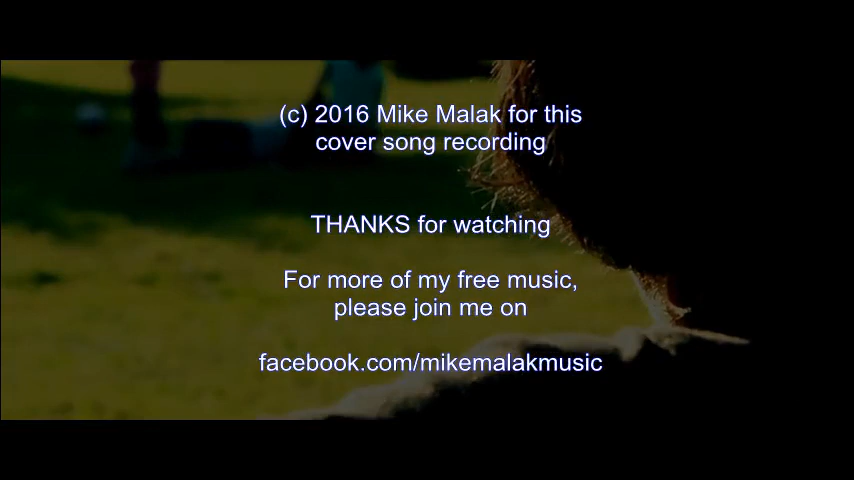 (c) 2016 Mike Malak for this
cover song recording
THANKS for watching
For more of my free music,
please join me on
facebook.com/mikemalakmusic